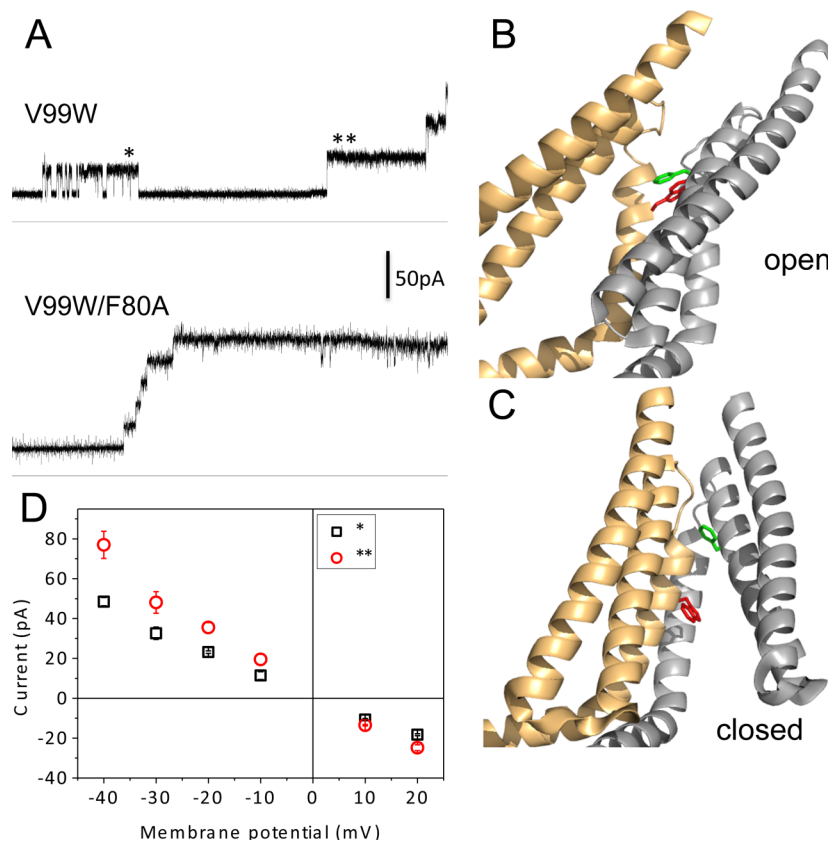 A
V99W
*
**
50pA
V99W/F80A
B
open
C
closed
D
*
**
80
60
40
20
0
-20
-40
Current (pA)
-40 -30 -20 -10 0 10 20
Membrane potential (mV)